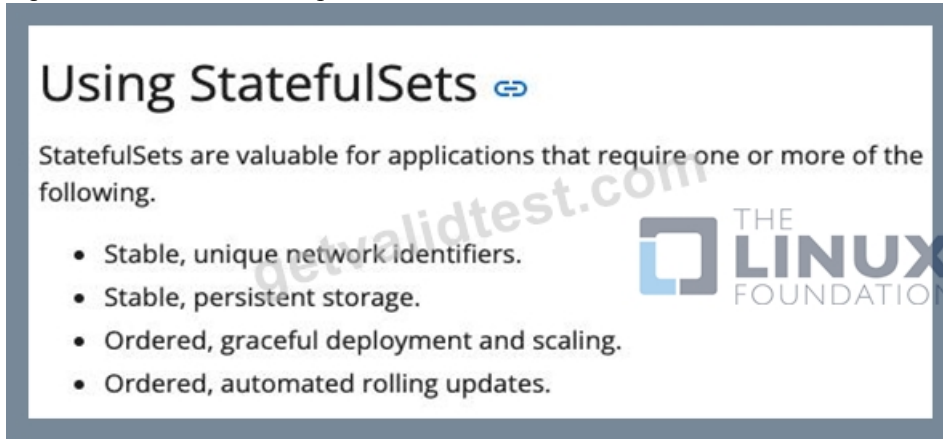 Using StatefulSets
StatefulSets are valuable for applications that require one or more of the
following.
• Stable, unique network identifiers.
• Stable, persistent storage.
• Ordered, graceful deployment and scaling.
• Ordered, automated rolling updates.
getvalidtest.com
THE
LINUX
FOUNDATION